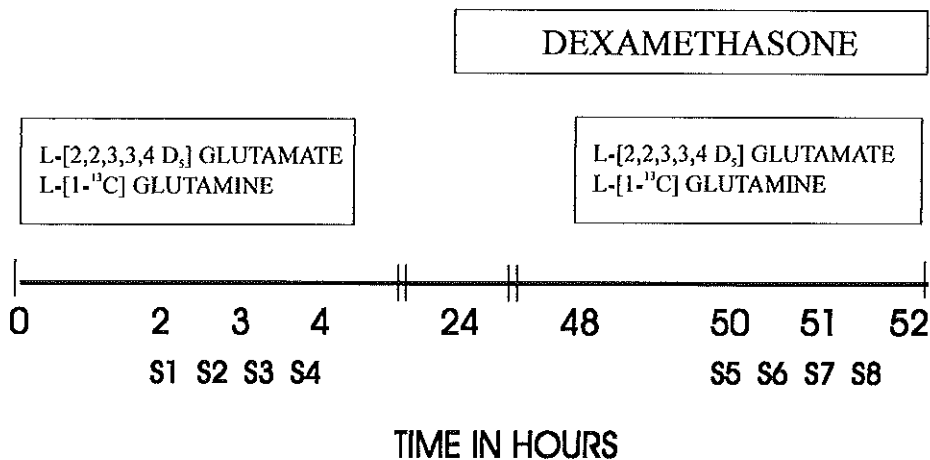 DEXAMETHASONE
L-[2,2,3,3,4 D₅] GLUTAMATE
L-[1-¹³C] GLUTAMINE
L-[2,2,3,3,4 D₅] GLUTAMATE
L-[1-¹³C] GLUTAMINE
0 2 3 4 24 48 50 51 52
S1 S2 S3 S4 S5 S6 S7 S8
TIME IN HOURS